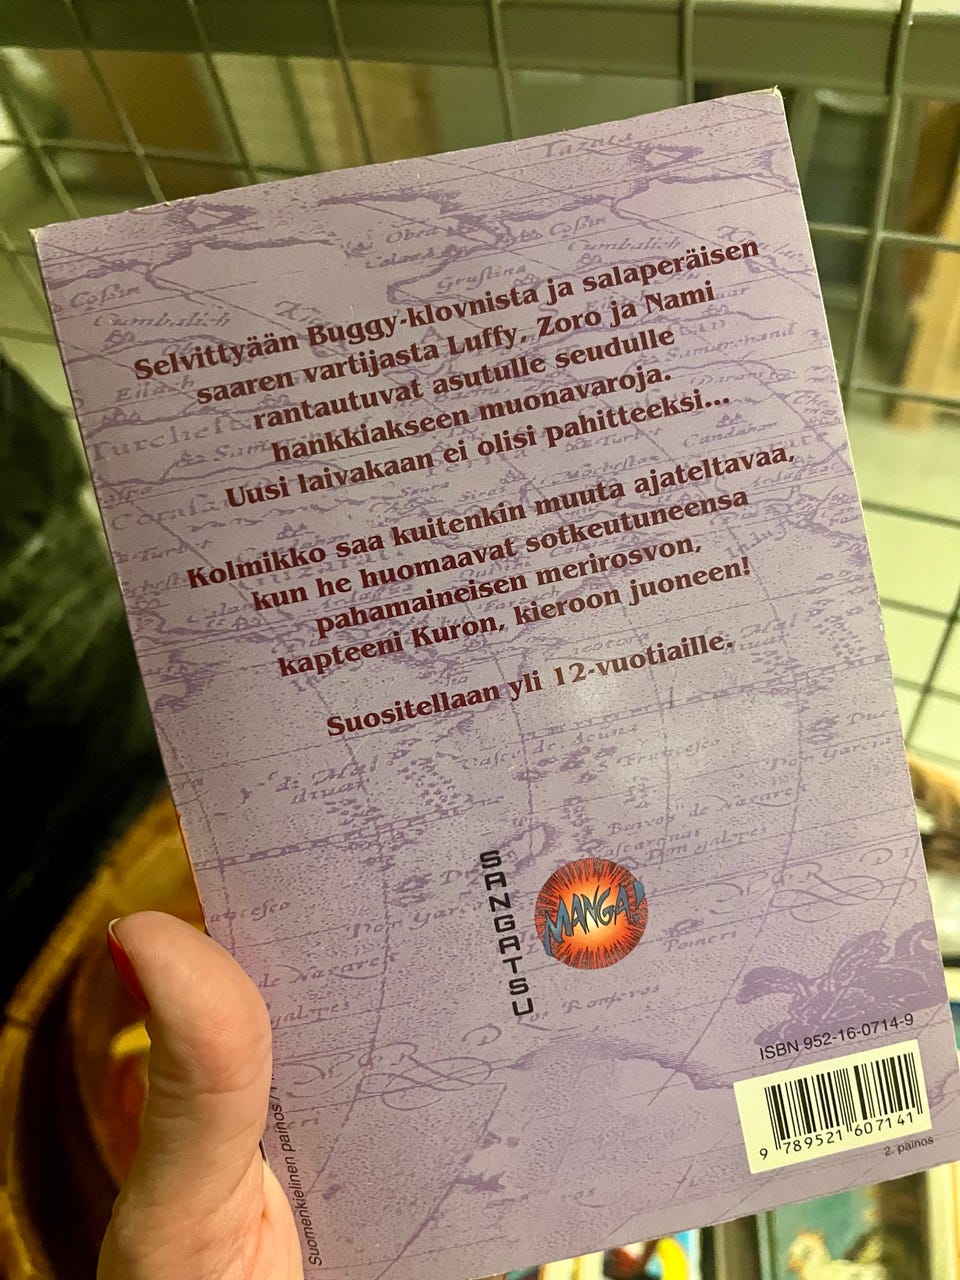 Selvittyään Buggy-klovnista ja salaperäisen
saaren vartijasta Luffy, Zoro ja Nami
rantautuvat asutulle seudulle
hankkiakseen muonavaroja.
Uusi laivakaan ei olisi pahitteeksi...
Kolmikko saa kuitenkin muuta ajateltavaa,
kun he huomaavat sotkeutuneensa
pahamaineisen merirosvon,
kapteeni Kuron, kieroon juoneen!
Suositellaan yli 12-vuotiaille.
SANGATSU
MANGA!
ISBN 952-16-0714-9
9 789521 607141
2. painos
Suomenkielinen painos /